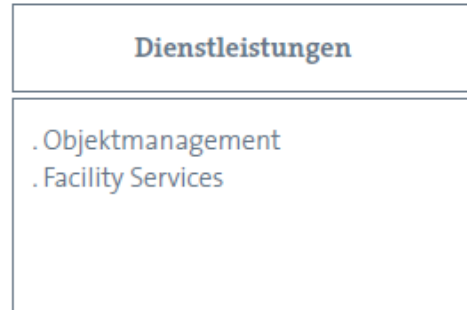 Dienstleistungen
. Objektmanagement
. Facility Services